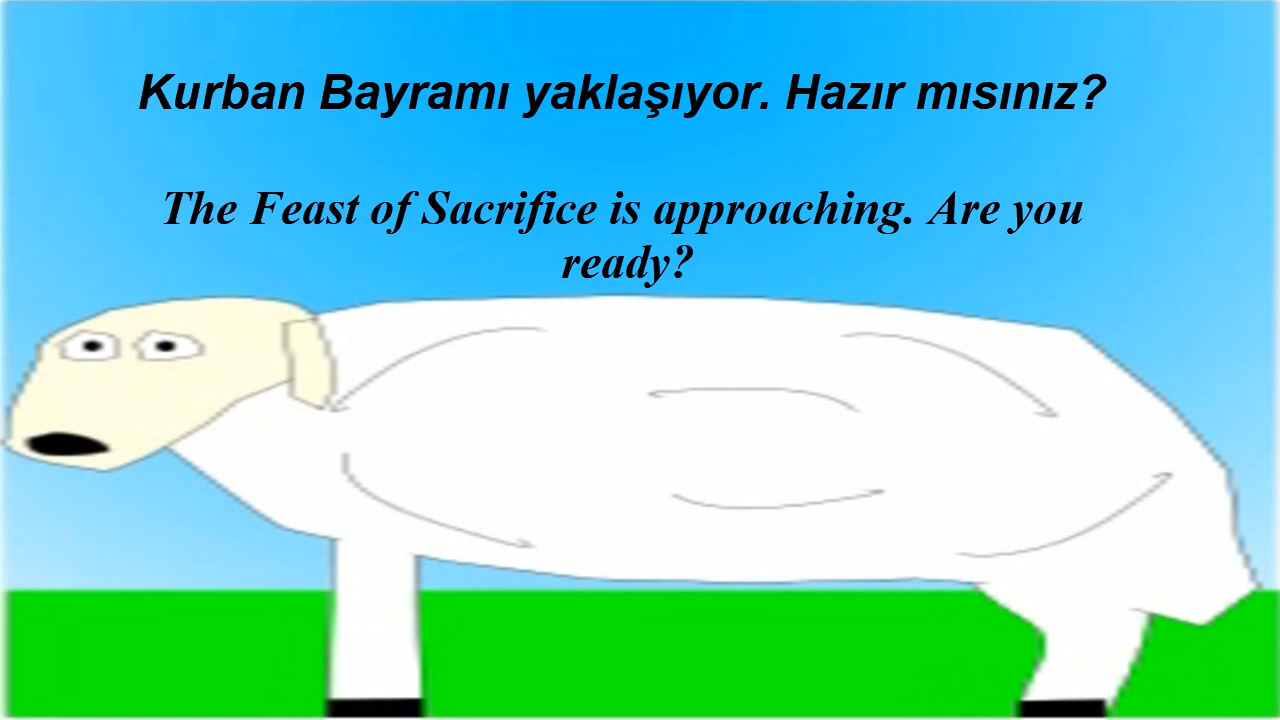 Kurban Bayramı yaklaşıyor. Hazır mısınız?
The Feast of Sacrifice is approaching. Are you
ready?